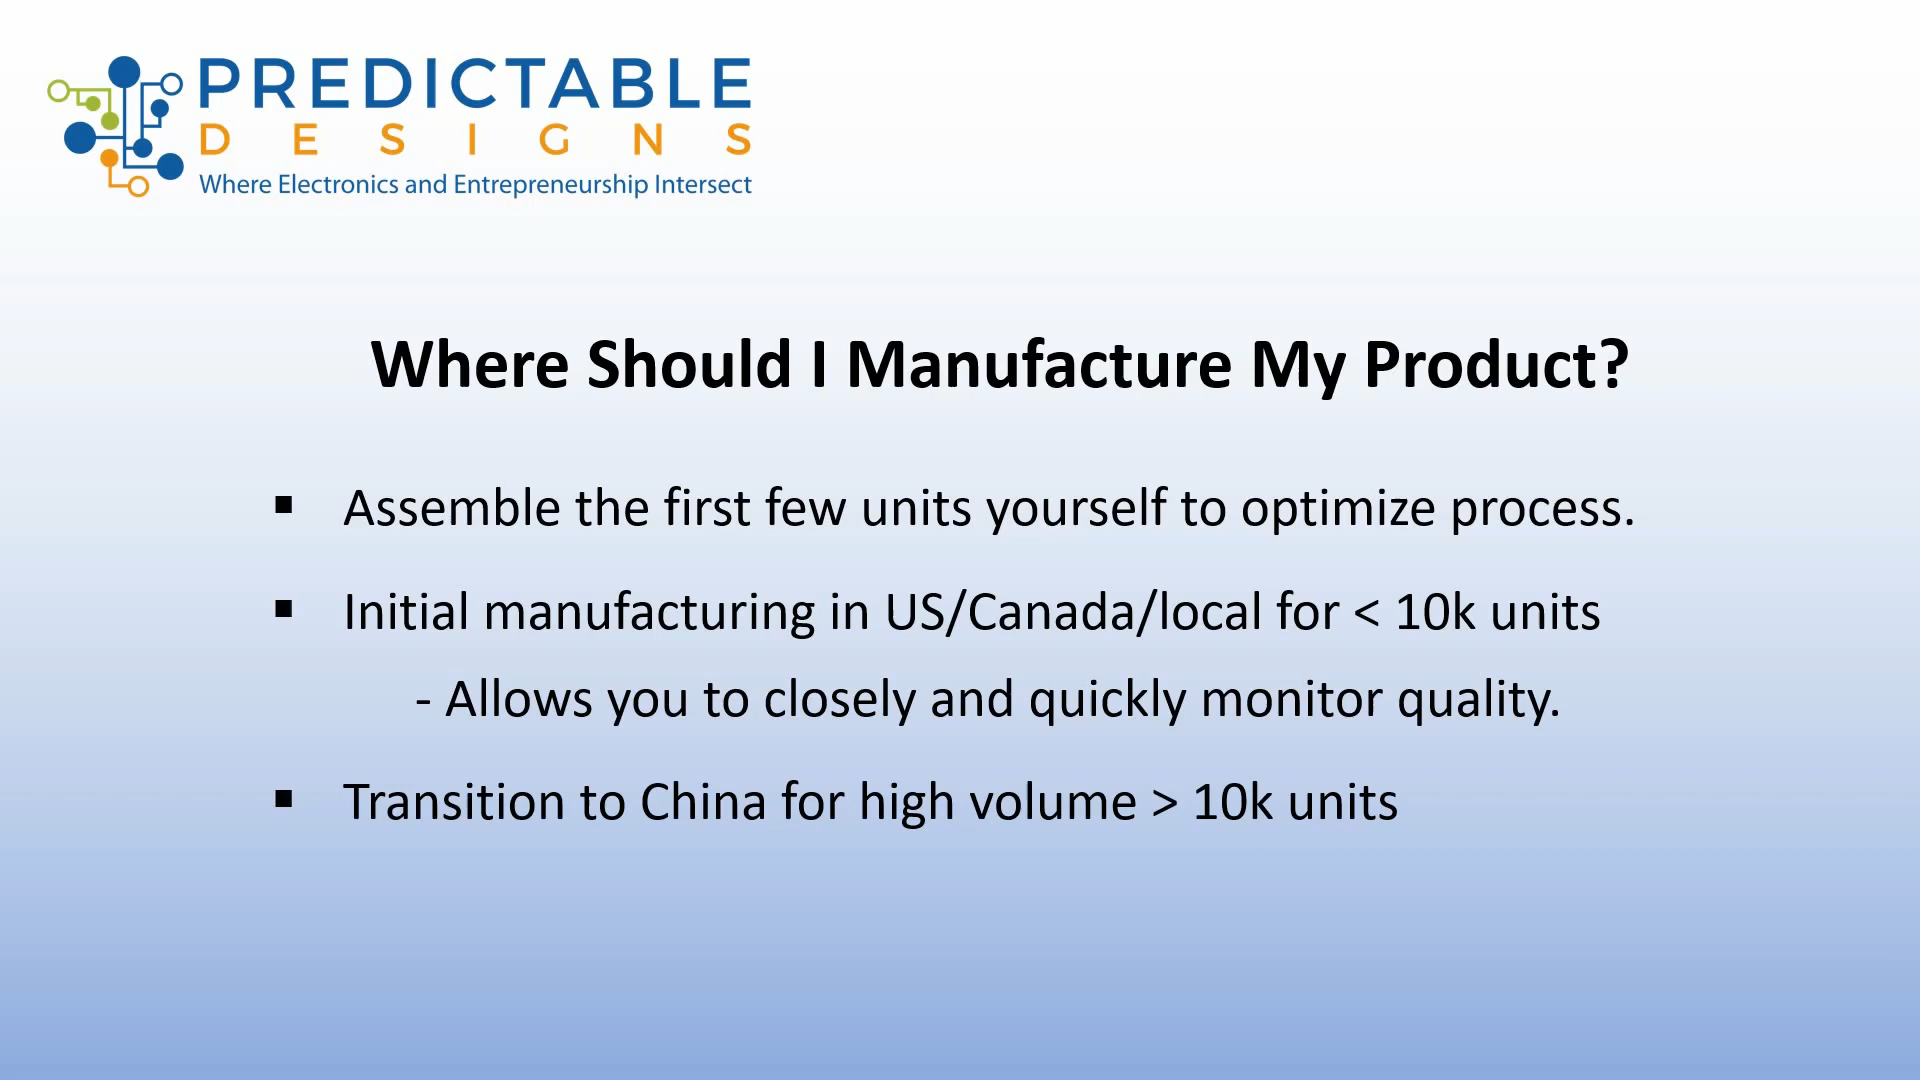 PREDICTABLE
DESIGNS
Where Electronics and Entrepreneurship Intersect
Where Should I Manufacture My Product?
▪ Assemble the first few units yourself to optimize process.
▪ Initial manufacturing in US/Canada/local for < 10k units
- Allows you to closely and quickly monitor quality.
▪ Transition to China for high volume > 10k units